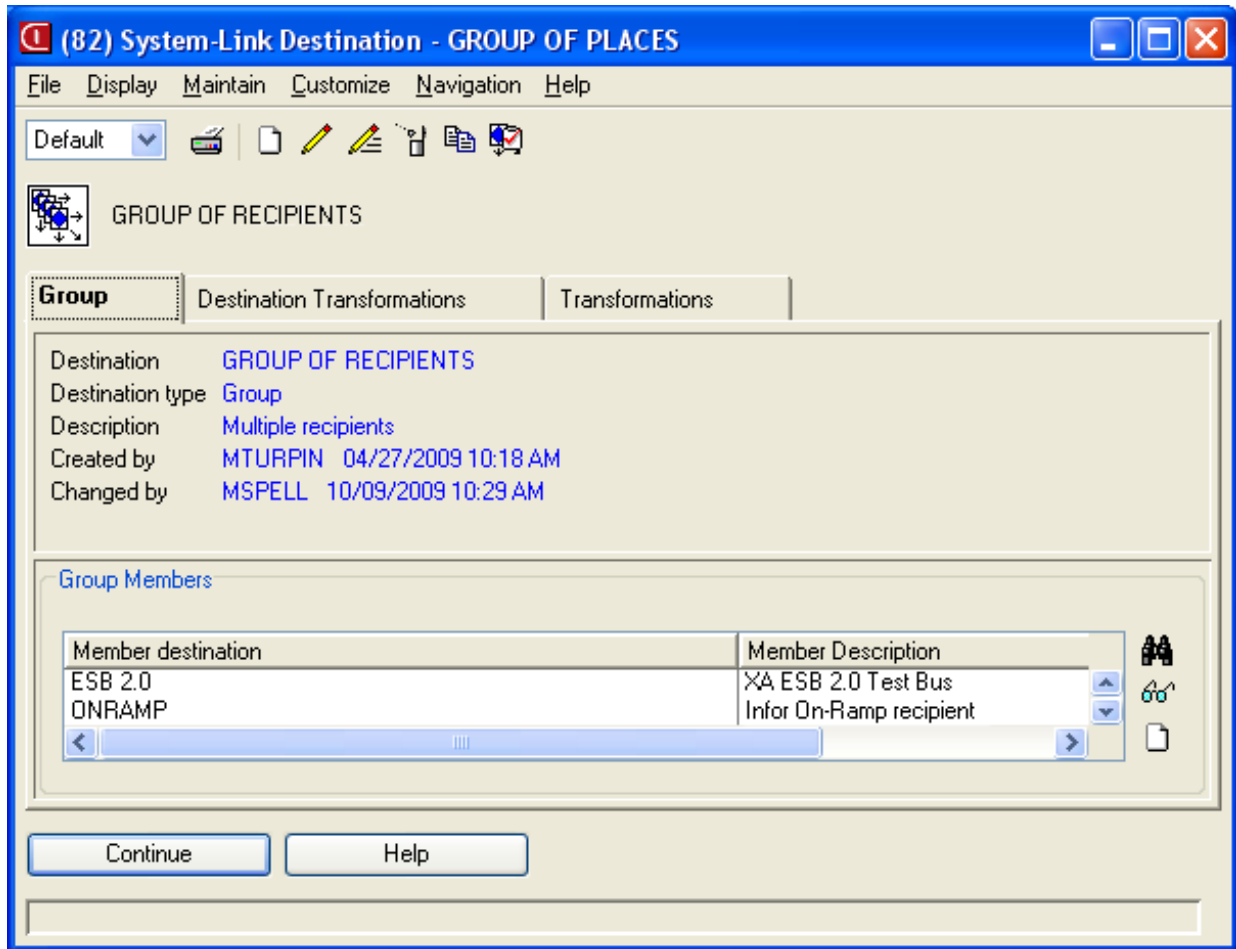 (82) System-Link Destination - GROUP OF PLACES
File Display Maintain Customize Navigation Help
Default
GROUP OF RECIPIENTS
Group Destination Transformations Transformations
Destination GROUP OF RECIPIENTS
Destination type Group
Description Multiple recipients
Created by MTURPIN 04/27/2009 10:18 AM
Changed by MSPELL 10/09/2009 10:29 AM
Group Members
Member destination Member Description
ESB 2.0 XA ESB 2.0 Test Bus
ONRAMP Infor On-Ramp recipient
Continue Help